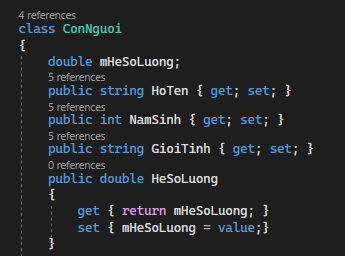 4 references
class ConNguoi
{
double mHeSoLuong;
5 references
public string HoTen { get; set; }
5 references
public int NamSinh { get; set; }
5 references
public string GioiTinh { get; set; }
0 references
public double HeSoLuong
{
get { return mHeSoLuong; }
set { mHeSoLuong = value;}
}